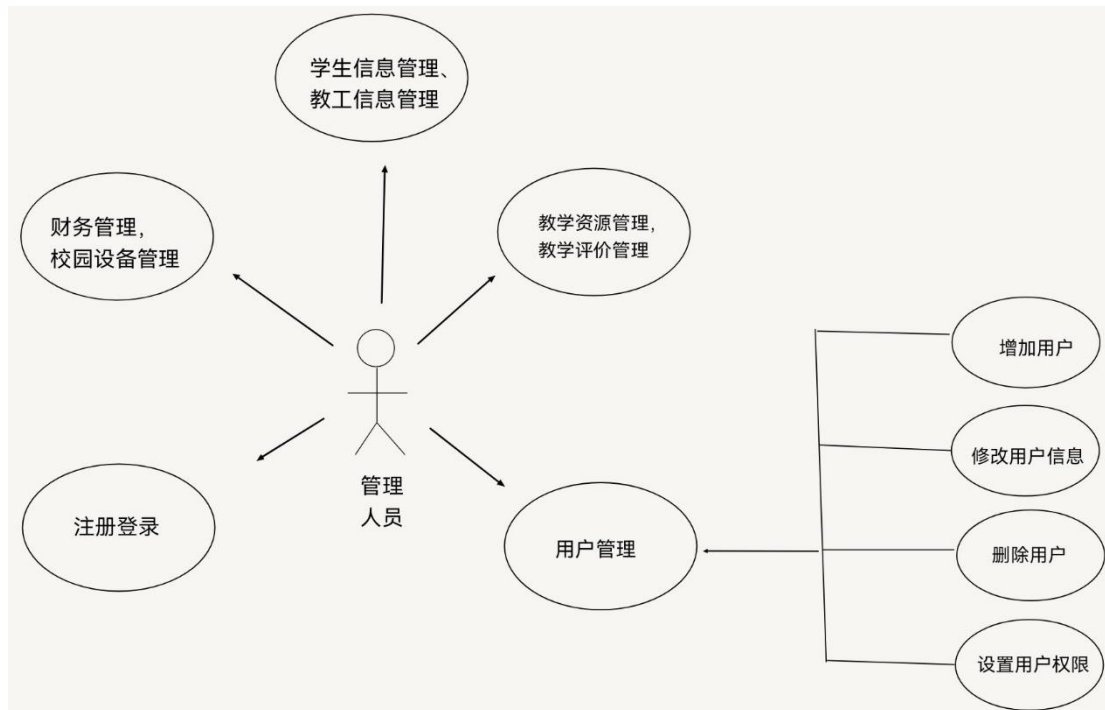 学生信息管理、
教工信息管理
财务管理，
校园设备管理
教学资源管理，
教学评价管理
增加用户
修改用户信息
注册登录
管理
人员
用户管理
删除用户
设置用户权限